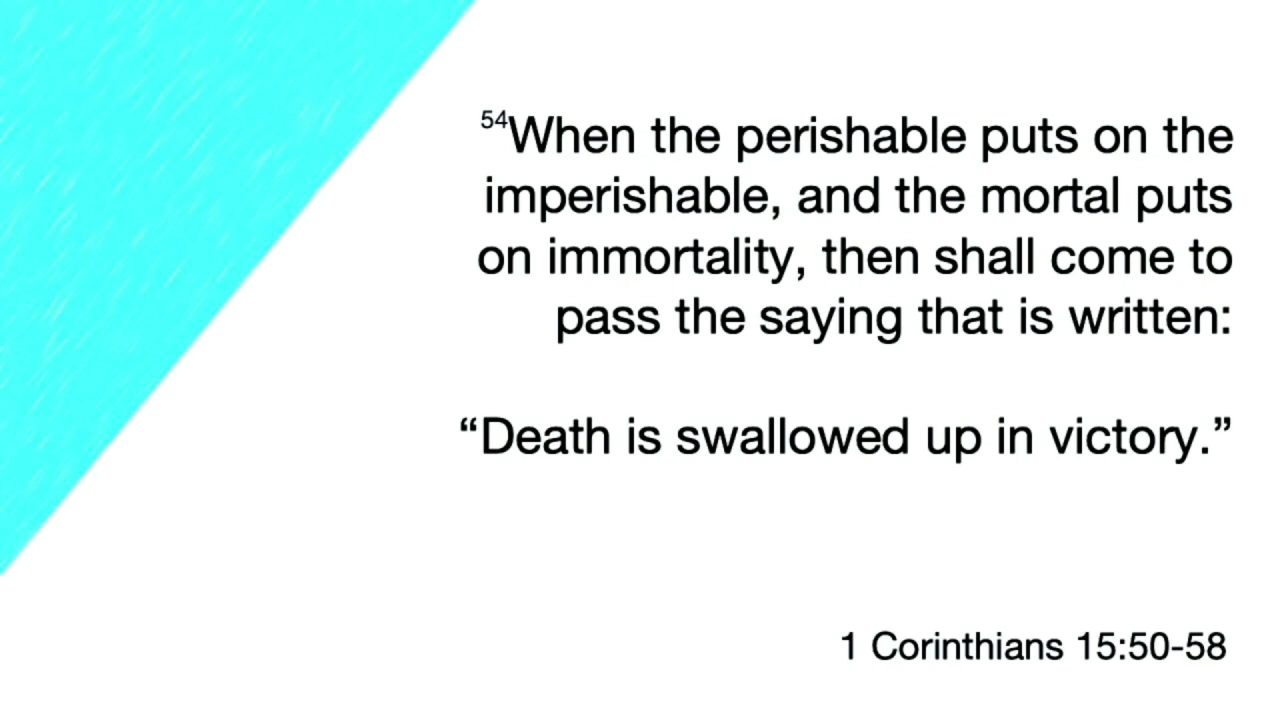 54When the perishable puts on the
imperishable, and the mortal puts
on immortality, then shall come to
pass the saying that is written:
“Death is swallowed up in victory.”
1 Corinthians 15:50-58